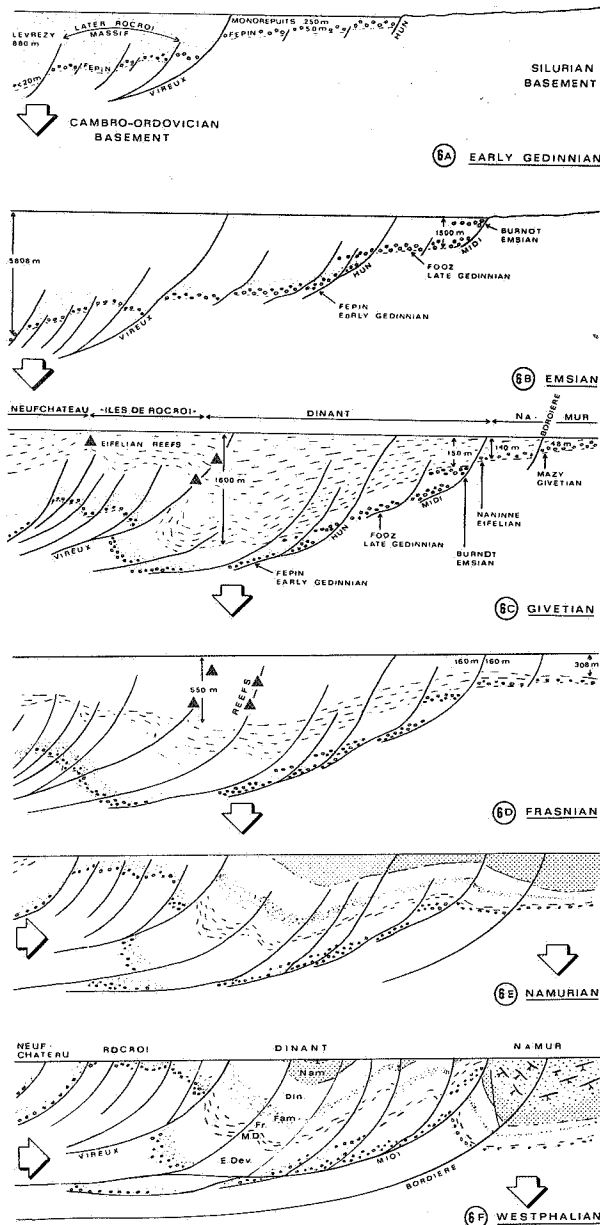 LEVREZY
880 m
LATER ROCROI
MASSIF
MONOREPUITS 250m
FEPIN 50m
HUN
<20m
FEPIN
VIREUX
SILURIAN
BASEMENT
CAMBRO-ORDOVICIAN
BASEMENT
6A EARLY GEDINNIAN
5808 m
1500 m
BURNOT
EMSIAN
MIDI
HUN
FOOZ
LATE GEDINNIAN
FEPIN
EARLY GEDINNIAN
VIREUX
6B EMSIAN
NEUFCHATEAU
-ILES DE ROCROI-
DINANT
NA- MUR
BORDIERE
EIFELIAN REEFS
1600 m
150 m
140 m
48 m
MAZY
GIVETIAN
NANINNE
EIFELIAN
MIDI
HUN
FOOZ
LATE GEDINNIAN
BURNOT
EMSIAN
VIREUX
FEPIN
EARLY GEDINNIAN
6C GIVETIAN
550 m
REEFS
160 m 160 m
308 m
6D FRASNIAN
6E NAMURIAN
NEUF-
CHATEAU
ROCROI
DINANT
NAMUR
Nam.
Din.
Fam.
Fr.
M.D.
E.Dev.
VIREUX
MIDI
BORDIERE
6F WESTPHALIAN